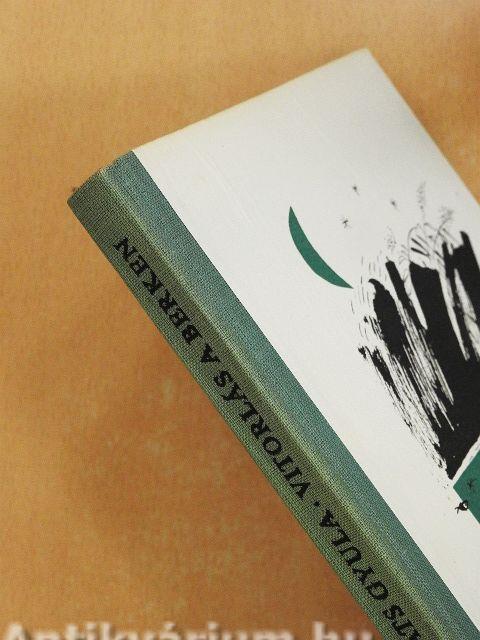 GYULA · VITORLÁS A BERKEN
Antikvárium.hu